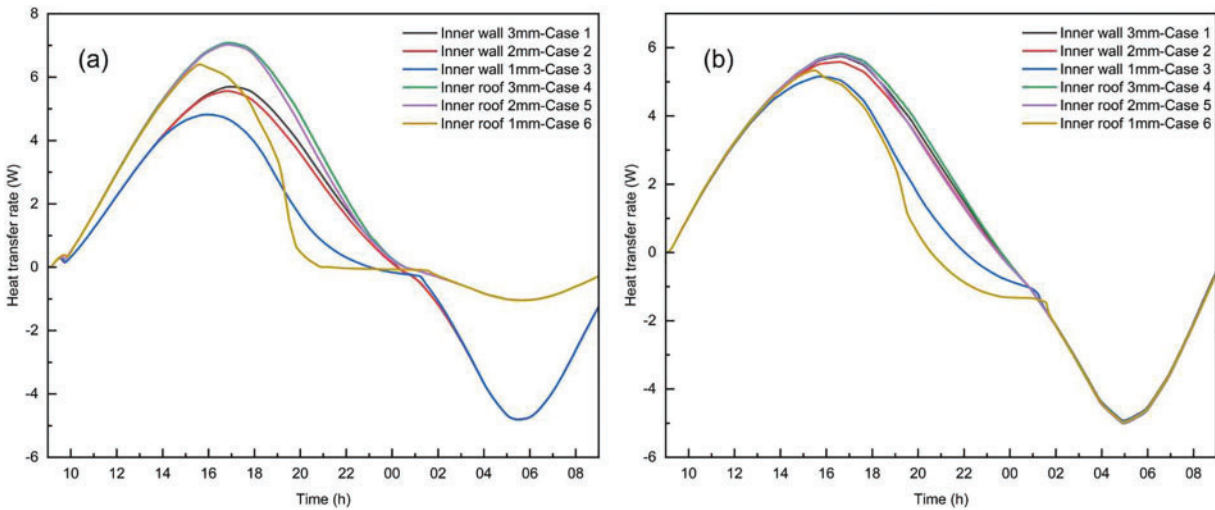 (a)
Inner wall 3mm-Case 1
Inner wall 2mm-Case 2
Inner wall 1mm-Case 3
Inner roof 3mm-Case 4
Inner roof 2mm-Case 5
Inner roof 1mm-Case 6
Heat transfer rate (W)
8
6
4
2
0
-2
-4
-6
10 12 14 16 18 20 22 00 02 04 06 08
Time (h)
(b)
Inner wall 3mm-Case 1
Inner wall 2mm-Case 2
Inner wall 1mm-Case 3
Inner roof 3mm-Case 4
Inner roof 2mm-Case 5
Inner roof 1mm-Case 6
Heat transfer rate (W)
6
4
2
0
-2
-4
-6
10 12 14 16 18 20 22 00 02 04 06 08
Time (h)